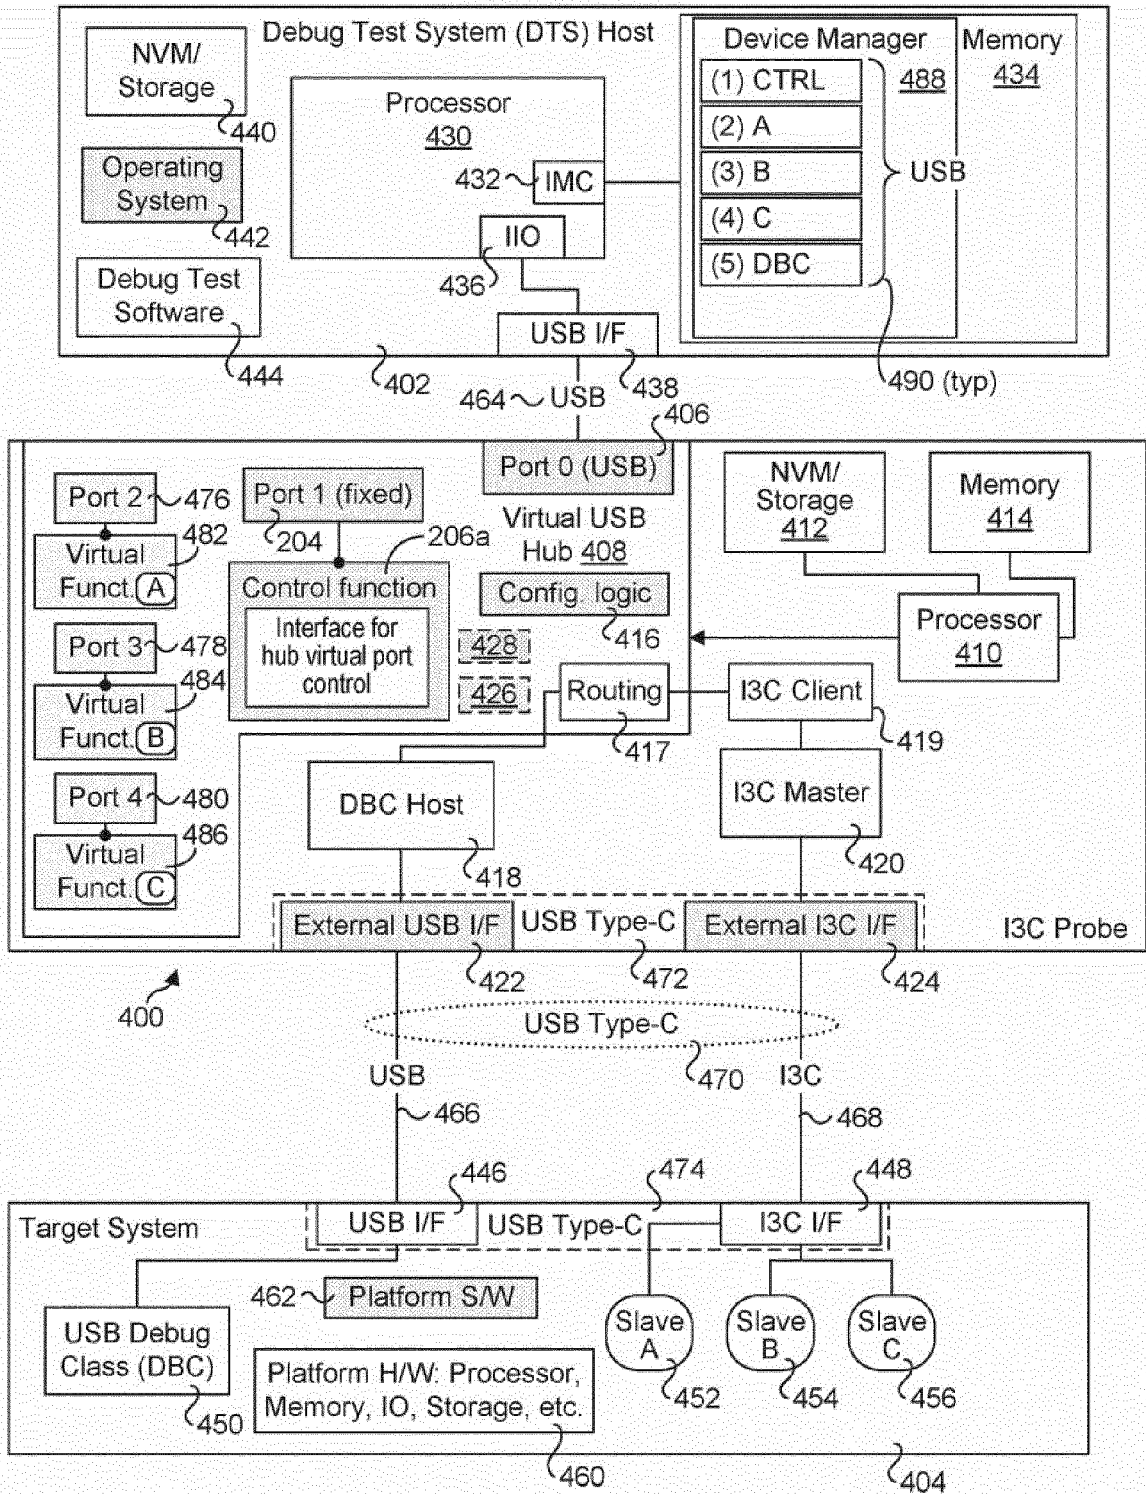 Debug Test System (DTS) Host
NVM/
Storage
440
Operating
System
442
Debug Test
Software
444
402
Processor
430
432
IMC
IIO
436
USB I/F
438
Device Manager
488
(1) CTRL
(2) A
(3) B
(4) C
(5) DBC
USB
490 (typ)
Memory
434
464
USB
406
Port 0 (USB)
Port 2
476
482
Virtual
Funct. A
Port 3
478
484
Virtual
Funct. B
Port 4
480
486
Virtual
Funct. C
Port 1 (fixed)
204
206a
Control function
Interface for
hub virtual port
control
Virtual USB
Hub 408
Config. logic
416
428
426
Routing
417
NVM/
Storage
412
Memory
414
Processor
410
I3C Client
419
I3C Master
420
DBC Host
418
External USB I/F
422
USB Type-C
472
External I3C I/F
424
I3C Probe
400
USB Type-C
470
USB
466
I3C
468
Target System
446
USB I/F
474
USB Type-C
448
I3C I/F
462
Platform S/W
USB Debug
Class (DBC)
450
Platform H/W: Processor,
Memory, IO, Storage, etc.
460
Slave
A
452
Slave
B
454
Slave
C
456
404